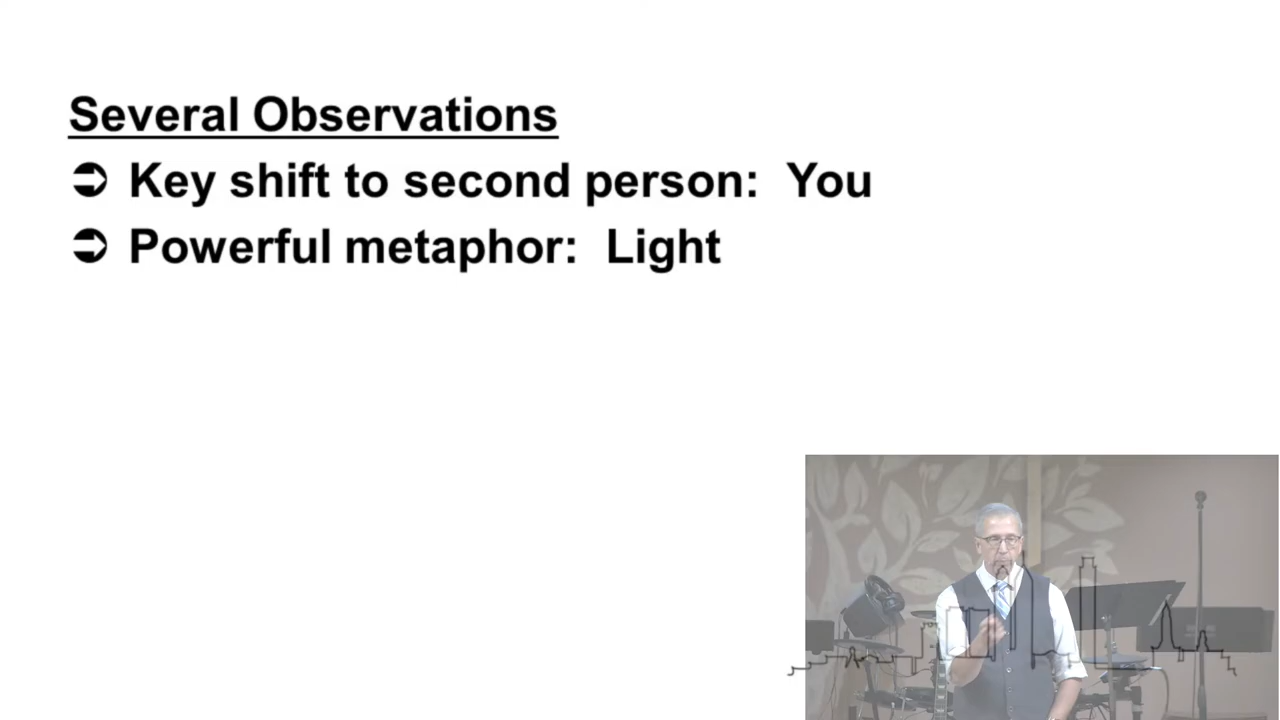 Several Observations
➲ Key shift to second person: You
➲ Powerful metaphor: Light